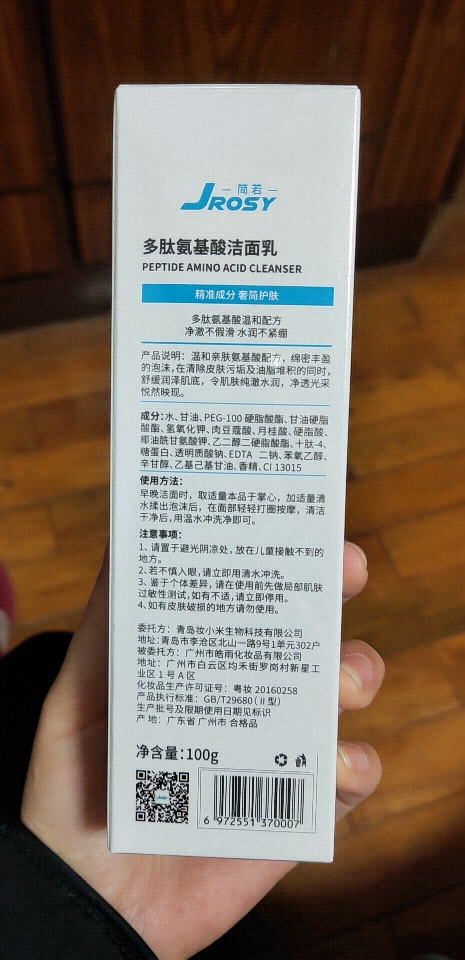 — 简若 —
JROSY
多肽氨基酸洁面乳
PEPTIDE AMINO ACID CLEANSER
精准成分 奢简护肤
多肽氨基酸温和配方
净澈不假滑 水润不紧绷
产品说明：温和亲肤氨基酸配方，绵密丰盈
的泡沫，在清除皮肤污垢及油脂堆积的同时，
舒缓润泽肌底，令肌肤纯澈水润，净透光采
悦然映现。
成分：水、甘油、PEG-100 硬脂酸酯、甘油硬脂
酸酯、氢氧化钾、肉豆蔻酸、月桂酸、硬脂酸、
椰油酰甘氨酸钾、乙二醇二硬脂酸酯、十肽-4、
糖蛋白、透明质酸钠、EDTA 二钠、苯氧乙醇、
辛甘醇、乙基己基甘油、香精、CI 13015
使用方法：
早晚洁面时，取适量本品于掌心，加适量清
水揉出泡沫后，在面部轻轻打圈按摩，清洁
干净后，用温水冲洗净即可。
注意事项：
1、请置于避光阴凉处，放在儿童接触不到的
地方。
2、若不慎入眼，请立即用清水冲洗。
3、鉴于个体差异，请在使用前先做局部肌肤
过敏性测试，如有不适，请立即停用。
4、如有皮肤破损的地方请勿使用。
委托方：青岛妆小米生物科技有限公司
地址：青岛市李沧区北山一路9号1单元302户
被委托方：广州市皓雨化妆品有限公司
地址：广州市白云区均禾街罗岗村新星工
业区 1 号 A 区
化妆品生产许可证号：粤妆 20160258
产品执行标准：GB/T29680（Ⅱ型）
生产批号及限期使用日期见标识
产 地：广东省 广州市 合格品
净含量：100g
6 972551 370007